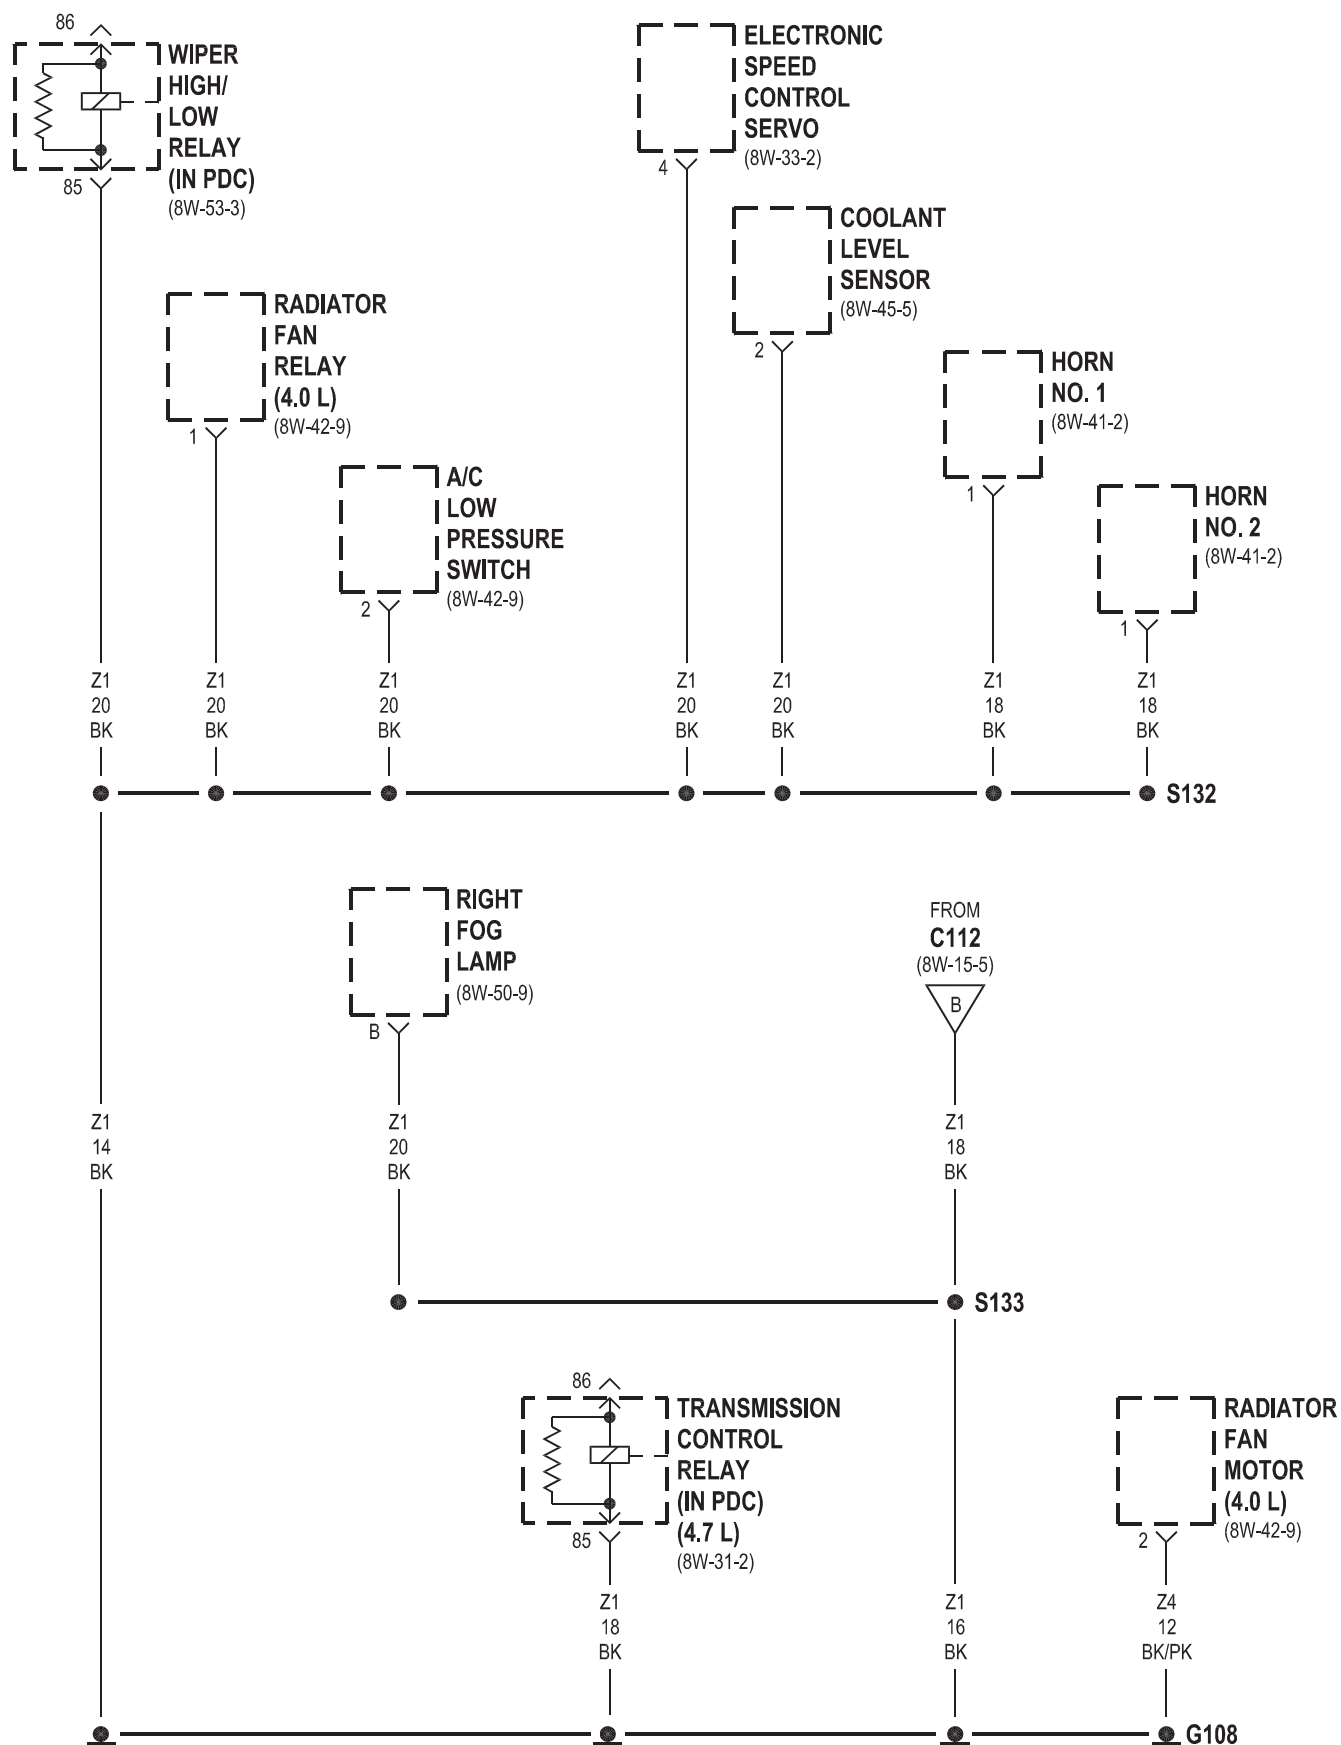 86
WIPER
HIGH/
LOW
RELAY
(IN PDC)
(8W-53-3)
85
ELECTRONIC
SPEED
CONTROL
SERVO
(8W-33-2)
4
COOLANT
LEVEL
SENSOR
(8W-45-5)
2
RADIATOR
FAN
RELAY
(4.0 L)
(8W-42-9)
1
HORN
NO. 1
(8W-41-2)
1
A/C
LOW
PRESSURE
SWITCH
(8W-42-9)
2
HORN
NO. 2
(8W-41-2)
1
Z1 Z1 Z1 Z1 Z1 Z1 Z1
20 20 20 20 20 18 18
BK BK BK BK BK BK BK
S132
RIGHT
FOG
LAMP
(8W-50-9)
B
FROM
C112
(8W-15-5)
B
Z1 Z1 Z1
14 20 18
BK BK BK
S133
86
TRANSMISSION
CONTROL
RELAY
(IN PDC)
(4.7 L)
(8W-31-2)
85
RADIATOR
FAN
MOTOR
(4.0 L)
(8W-42-9)
2
Z1 Z1 Z4
18 16 12
BK BK BK/PK
G108